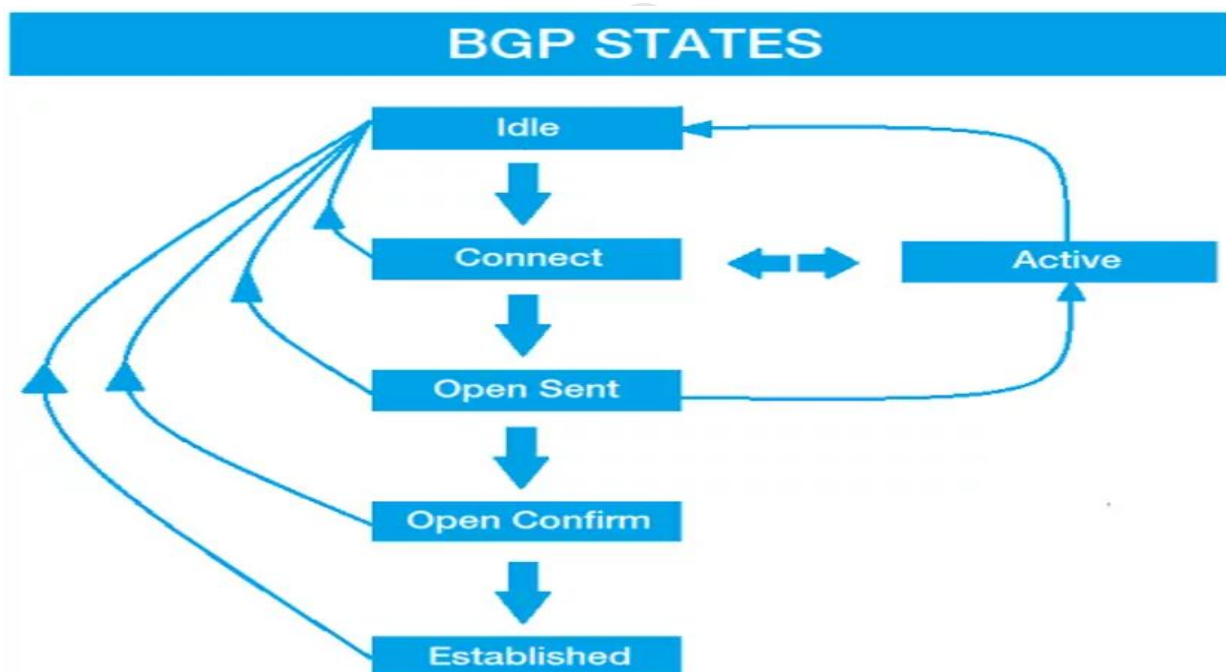 BGP STATES
Idle
Connect
Active
Open Sent
Open Confirm
Established